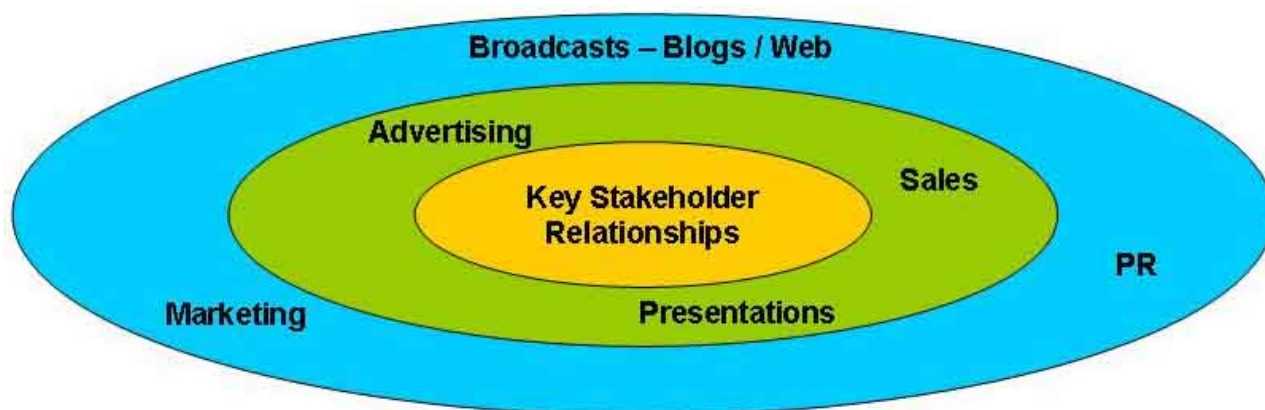 Broadcasts – Blogs / Web
Advertising
Sales
Key Stakeholder
Relationships
PR
Marketing
Presentations